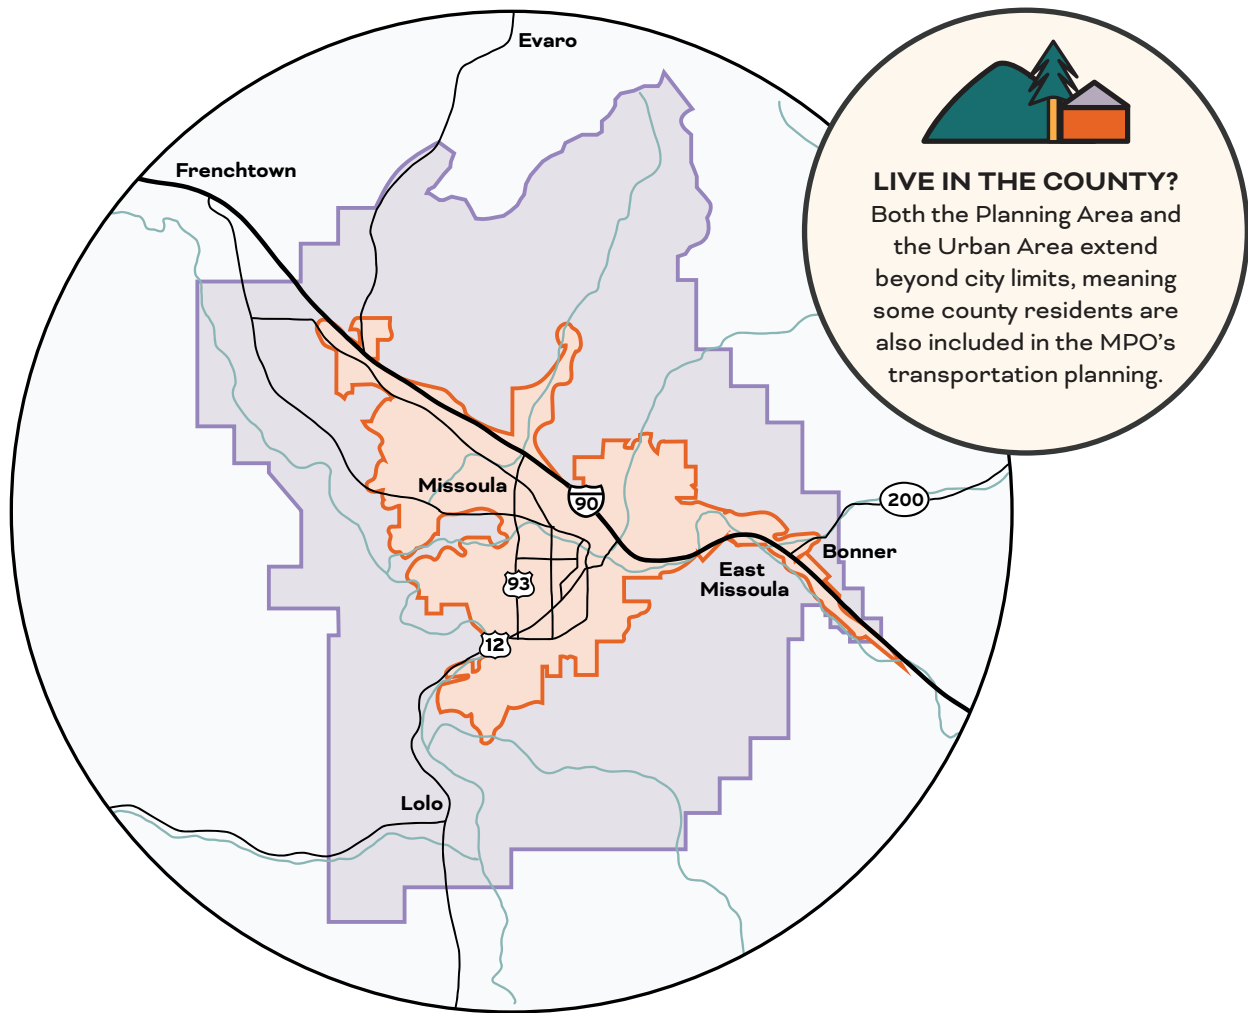 Evaro
Frenchtown
LIVE IN THE COUNTY?
Both the Planning Area and
the Urban Area extend
beyond city limits, meaning
some county residents are
also included in the MPO’s
transportation planning.
Missoula
90
200
Bonner
East
Missoula
93
12
Lolo